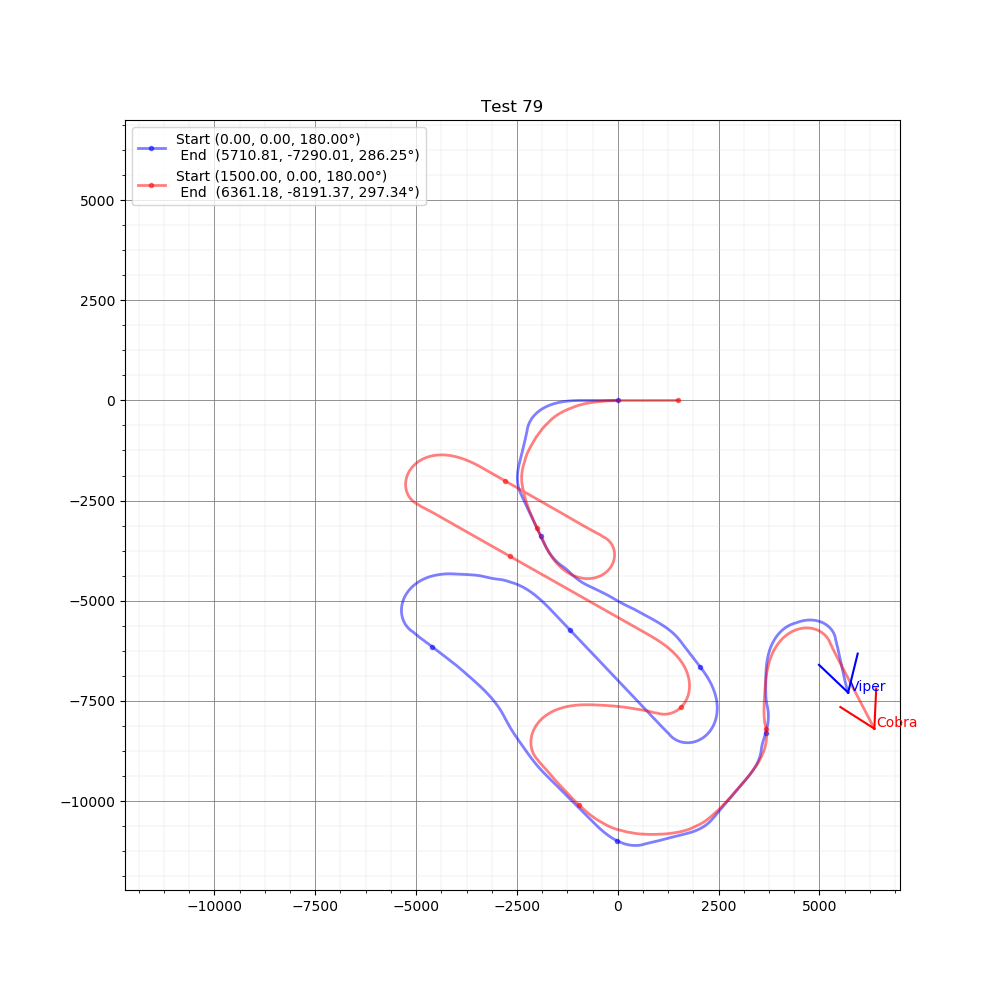 Test 79
Start (0.00, 0.00, 180.00°)
End (5710.81, -7290.01, 286.25°)
Start (1500.00, 0.00, 180.00°)
End (6361.18, -8191.37, 297.34°)
5000
2500
0
−2500
−5000
−7500
−10000
Viper
Cobra
−10000 −7500 −5000 −2500 0 2500 5000